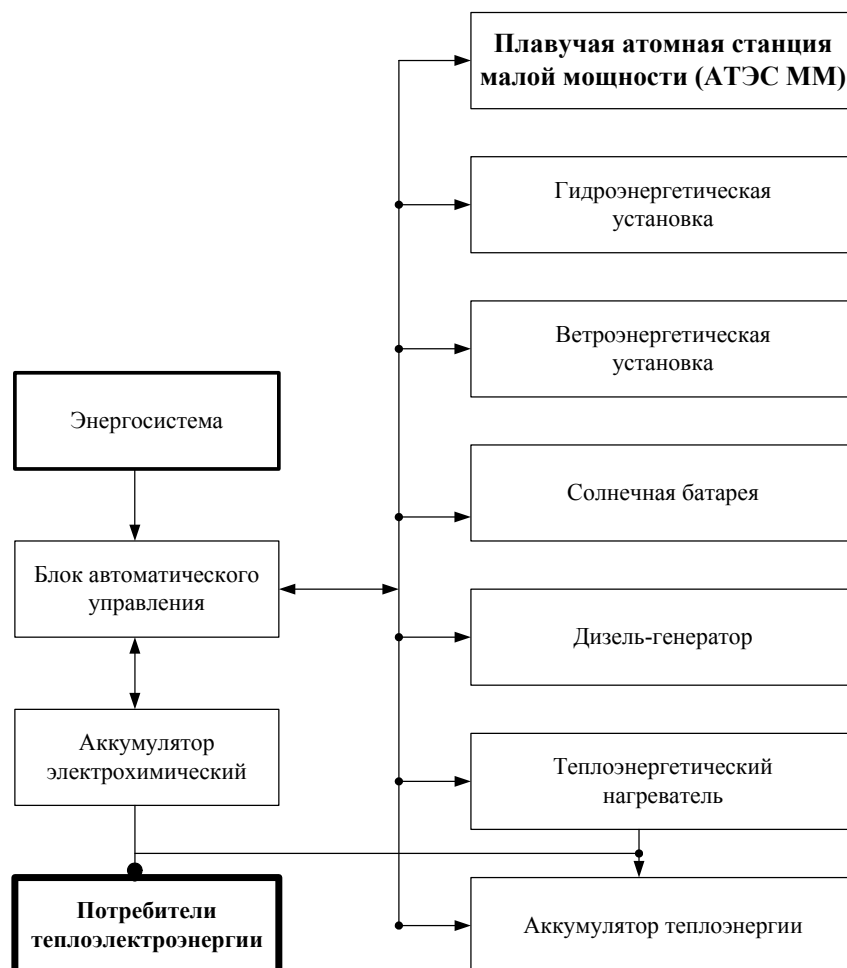 Плавучая атомная станция
малой мощности (АТЭС ММ)
Гидроэнергетическая
установка
Ветроэнергетическая
установка
Энергосистема
Солнечная батарея
Блок автоматического
управления
Дизель-генератор
Аккумулятор
электрохимический
Теплоэнергетический
нагреватель
Потребители
теплоэлектроэнергии
Аккумулятор теплоэнергии